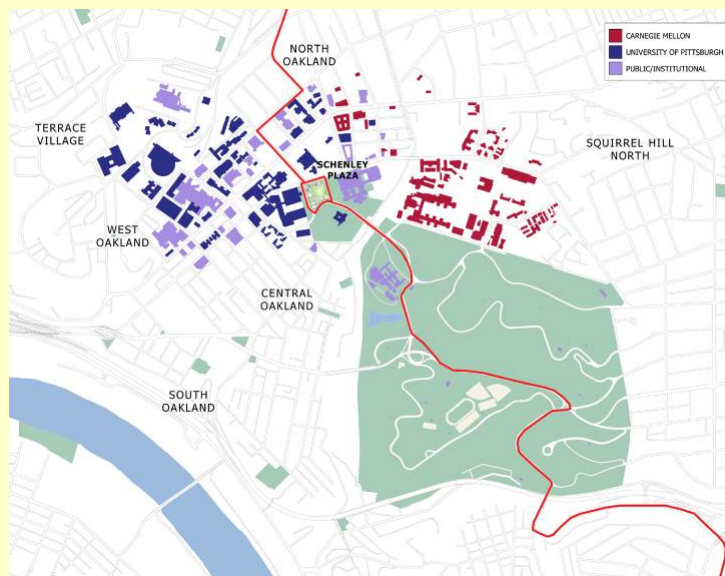 NORTH
OAKLAND
CARNEGIE MELLON
UNIVERSITY OF PITTSBURGH
PUBLIC/INSTITUTIONAL
TERRACE
VILLAGE
SQUIRREL HILL
NORTH
SCHENLEY
PLAZA
WEST
OAKLAND
CENTRAL
OAKLAND
SOUTH
OAKLAND